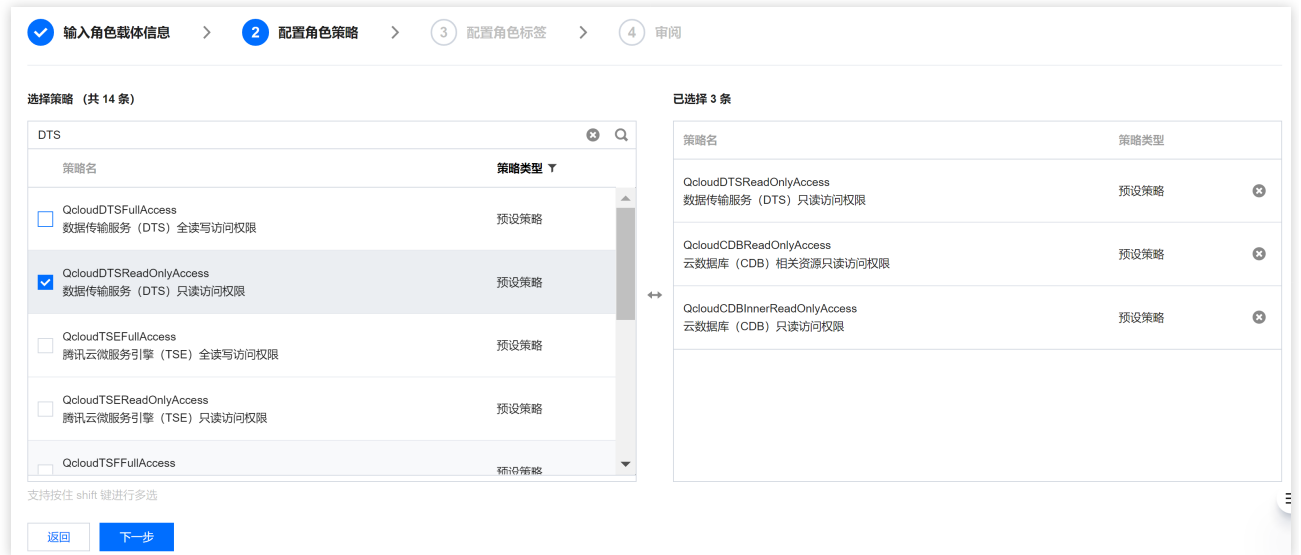 输入角色载体信息
2 配置角色策略
3 配置角色标签
4 审阅
选择策略 （共 14 条）
DTS
策略名 策略类型
QcloudDTSFullAccess
数据传输服务（DTS）全读写访问权限
预设策略
QcloudDTSReadOnlyAccess
数据传输服务（DTS）只读访问权限
预设策略
QcloudTSEFullAccess
腾讯云微服务引擎（TSE）全读写访问权限
预设策略
QcloudTSEReadOnlyAccess
腾讯云微服务引擎（TSE）只读访问权限
预设策略
QcloudTSFFullAccess
预设策略
支持按住 shift 键进行多选
返回
下一步
已选择 3 条
策略名 策略类型
QcloudDTSReadOnlyAccess
数据传输服务（DTS）只读访问权限
预设策略
QcloudCDBReadOnlyAccess
云数据库（CDB）相关资源只读访问权限
预设策略
QcloudCDBInnerReadOnlyAccess
云数据库（CDB）只读访问权限
预设策略